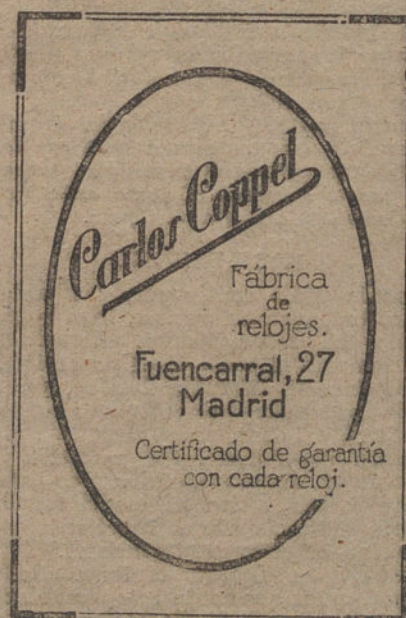 Carlos Coppel
Fábrica
de
relojes.
Fuencarral, 27
Madrid
Certificado de garantía
con cada reloj.